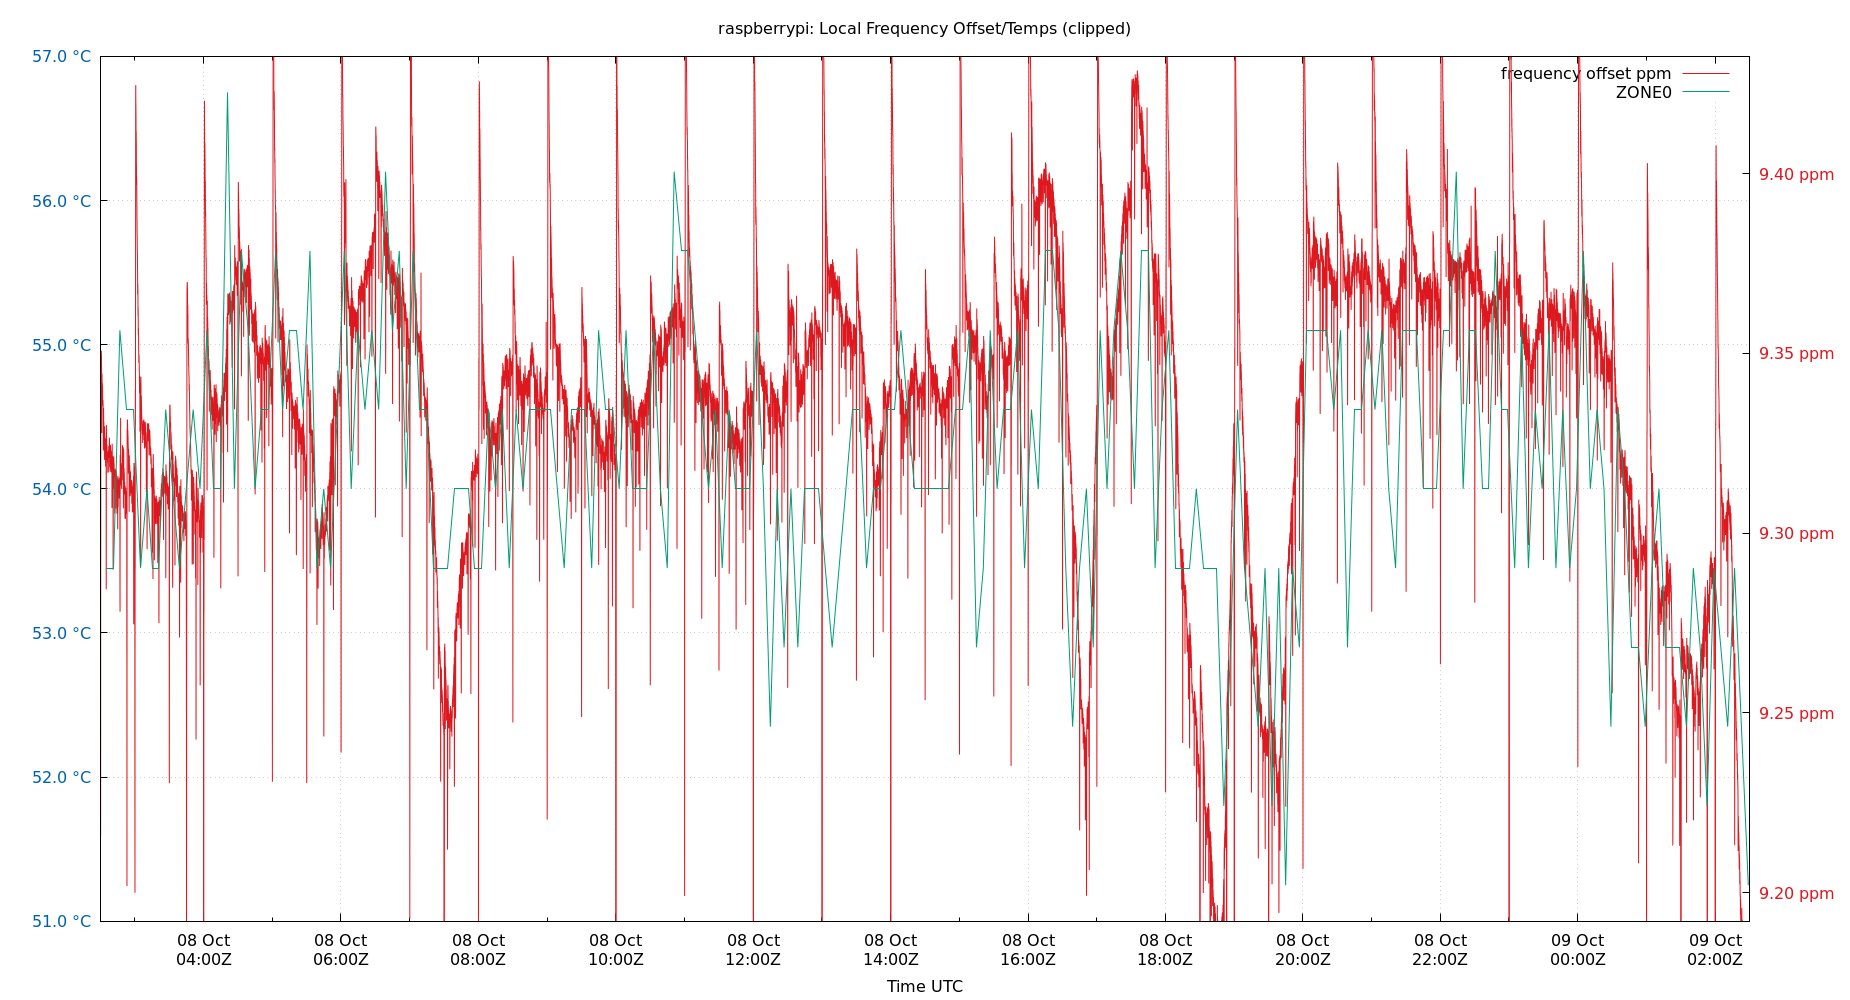 raspberrypi: Local Frequency Offset/Temps (clipped)
57.0 °C
56.0 °C
55.0 °C
54.0 °C
53.0 °C
52.0 °C
51.0 °C
frequency offset ppm
ZONE0
9.40 ppm
9.35 ppm
9.30 ppm
9.25 ppm
9.20 ppm
08 Oct 08 Oct 08 Oct 08 Oct 08 Oct 08 Oct 08 Oct 08 Oct 08 Oct 08 Oct 09 Oct 09 Oct
04:00Z 06:00Z 08:00Z 10:00Z 12:00Z 14:00Z 16:00Z 18:00Z 20:00Z 22:00Z 00:00Z 02:00Z
Time UTC